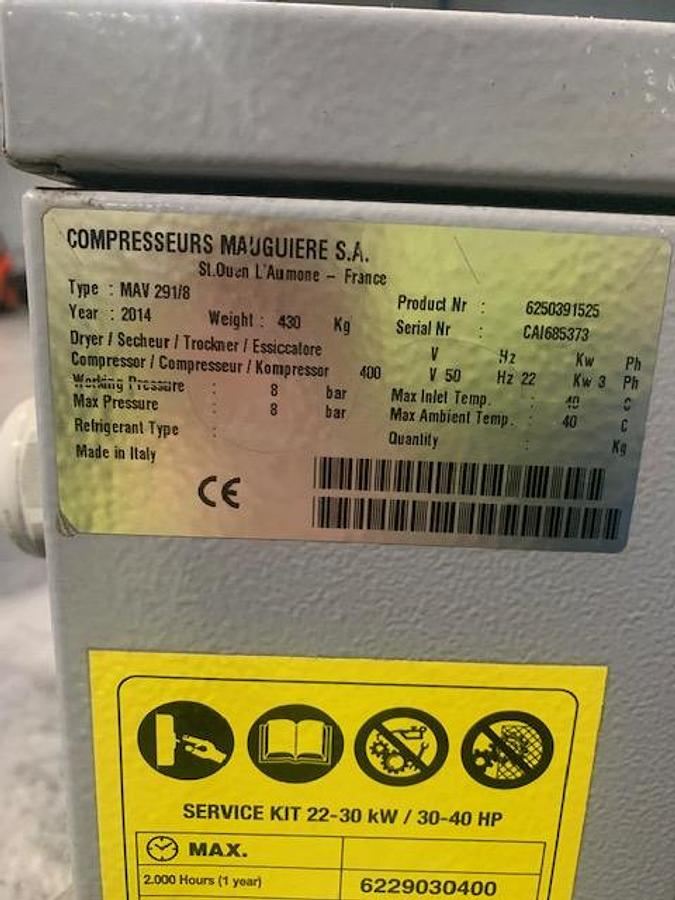 COMPRESSEURS MAUGUIERE S.A.
St.Ouen L'Aumone – France
Type : MAV 291/8
Year : 2014 Weight : 430 Kg
Product Nr : 6250391525
Serial Nr : CAI685373
Dryer / Secheur / Trockner / Essiccatore V Hz Kw Ph
Compressor / Compresseur / Kompressor 400 V 50 Hz 22 Kw 3 Ph
Working Pressure : 8 bar
Max Pressure : 8 bar
Max Inlet Temp. : 40 C
Max Ambient Temp. : 40 C
Refrigerant Type :
Quantity : Kg
Made in Italy
CE
SERVICE KIT 22-30 kW / 30-40 HP
MAX.
2.000 Hours (1 year) 6229030400